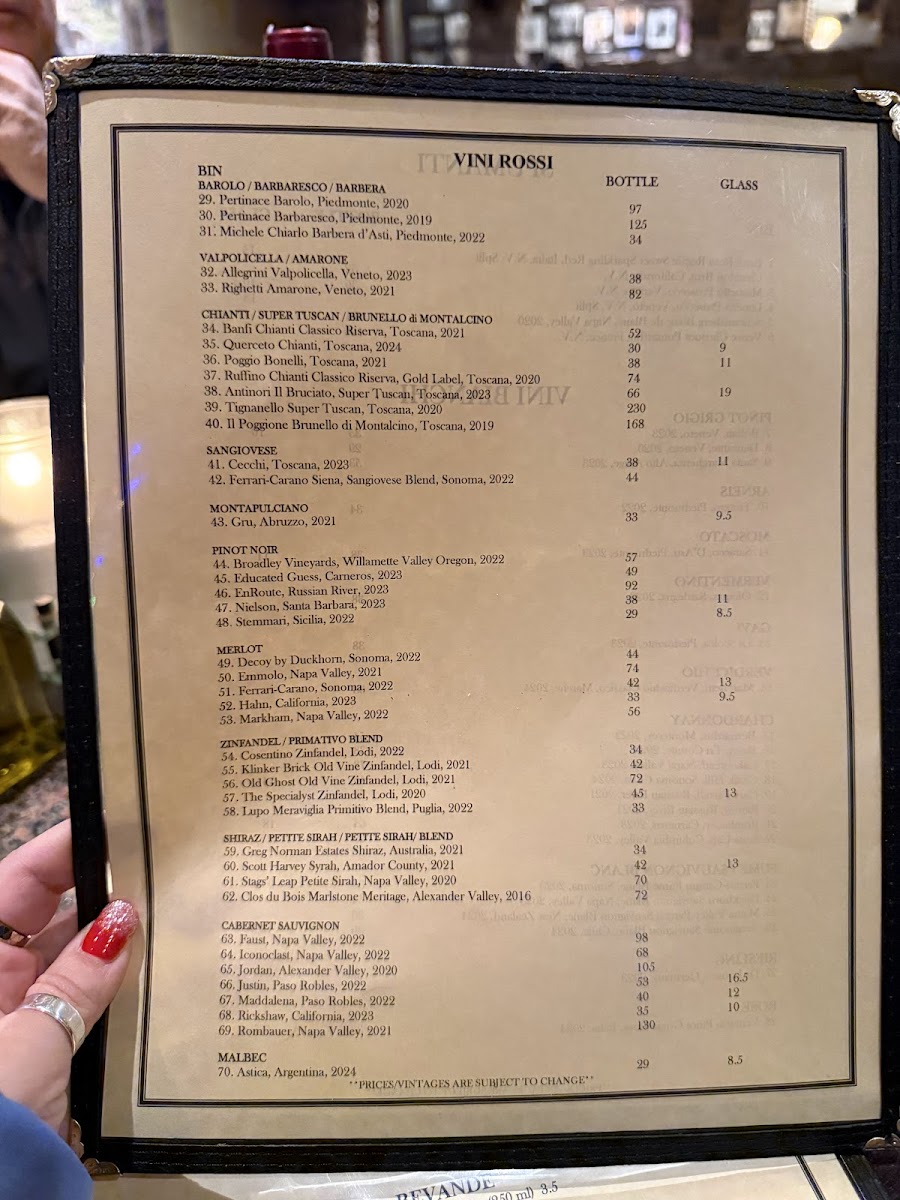 VINI ROSSI
BIN BOTTLE GLASS
BAROLO / BARBARESCO / BARBERA
29. Pertinace Barolo, Piedmonte, 2020 97
30. Pertinace Barbaresco, Piedmonte, 2019 125
31. Michele Chiarlo Barbera d'Asti, Piedmonte, 2022 34
VALPOLICELLA / AMARONE
32. Allegrini Valpolicella, Veneto, 2023 38
33. Righetti Amarone, Veneto, 2021 82
CHIANTI / SUPER TUSCAN / BRUNELLO di MONTALCINO
34. Banfi Chianti Classico Riserva, Toscana, 2021 52
35. Querceto Chianti, Toscana, 2024 30 9
36. Poggio Bonelli, Toscana, 2021 38 11
37. Ruffino Chianti Classico Riserva, Gold Label, Toscana, 2020 74
38. Antinori Il Bruciato, Super Tuscan, Toscana, 2023 66 19
39. Tignanello Super Tuscan, Toscana, 2020 230
40. Il Poggione Brunello di Montalcino, Toscana, 2019 168
SANGIOVESE
41. Cecchi, Toscana, 2023 38 11
42. Ferrari-Carano Siena, Sangiovese Blend, Sonoma, 2022 44
MONTAPULCIANO
43. Gru, Abruzzo, 2021 33 9.5
PINOT NOIR
44. Broadley Vineyards, Willamette Valley Oregon, 2022 57
45. Educated Guess, Carneros, 2023 49
46. EnRoute, Russian River, 2023 92
47. Nielson, Santa Barbara, 2023 38 11
48. Stemmari, Sicilia, 2022 29 8.5
MERLOT
49. Decoy by Duckhorn, Sonoma, 2022 44
50. Emmolo, Napa Valley, 2021 74
51. Ferrari-Carano, Sonoma, 2022 42 13
52. Hahn, California, 2023 33 9.5
53. Markham, Napa Valley, 2022 56
ZINFANDEL / PRIMATIVO BLEND
54. Cosentino Zinfandel, Lodi, 2022 34
55. Klinker Brick Old Vine Zinfandel, Lodi, 2021 42
56. Old Ghost Old Vine Zinfandel, Lodi, 2021 72
57. The Specialyst Zinfandel, Lodi, 2020 45 13
58. Lupo Meraviglia Primitivo Blend, Puglia, 2022 33
SHIRAZ / PETITE SIRAH / PETITE SIRAH/ BLEND
59. Greg Norman Estates Shiraz, Australia, 2021 34
60. Scott Harvey Syrah, Amador County, 2021 42 13
61. Stags' Leap Petite Sirah, Napa Valley, 2020 70
62. Clos du Bois Marlstone Meritage, Alexander Valley, 2016 72
CABERNET SAUVIGNON
63. Faust, Napa Valley, 2022 98
64. Iconoclast, Napa Valley, 2022 68
65. Jordan, Alexander Valley, 2020 105
66. Justin, Paso Robles, 2022 53 16.5
67. Maddalena, Paso Robles, 2022 40 12
68. Rickshaw, California, 2023 35 10
69. Rombauer, Napa Valley, 2021 130
MALBEC
70. Astica, Argentina, 2024 29 8.5
**PRICES/VINTAGES ARE SUBJECT TO CHANGE**
BEVANDE
(250 ml) 3.5